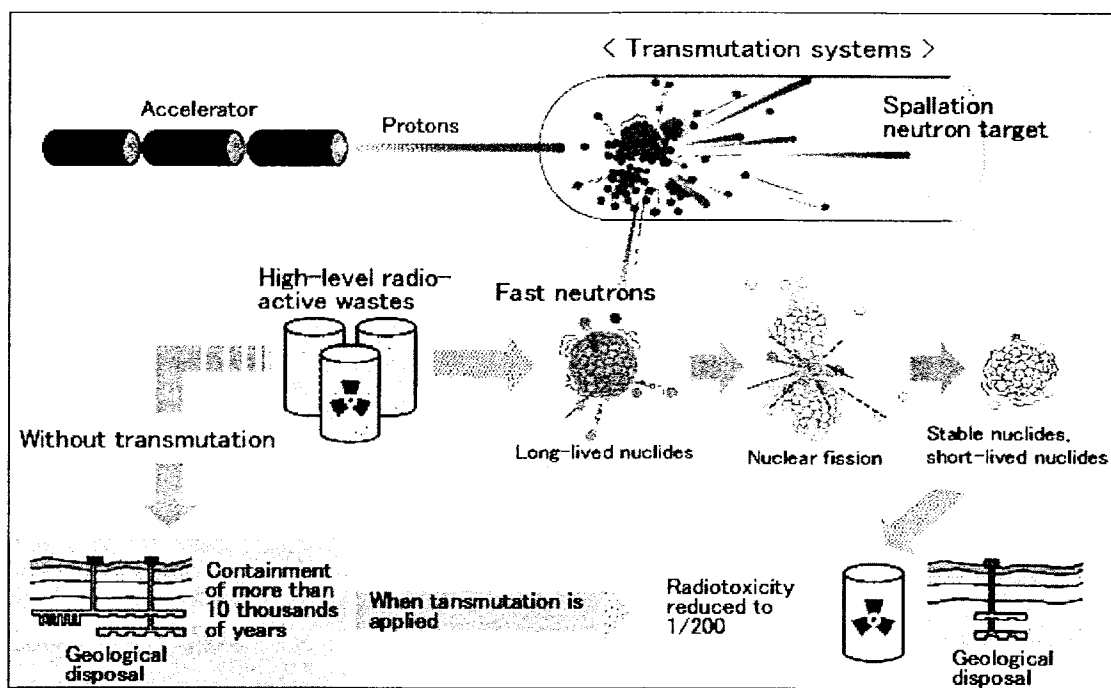 < Transmutation systems >
Accelerator
Protons
Spallation
neutron target
High-level radio-
active wastes
Fast neutrons
Without transmutation
Long-lived nuclides
Nuclear fission
Stable nuclides,
short-lived nuclides
Containment
of more than
10 thousands
of years
Geological
disposal
When tansmutation is
applied
Radiotoxicity
reduced to
1/200
Geological
disposal